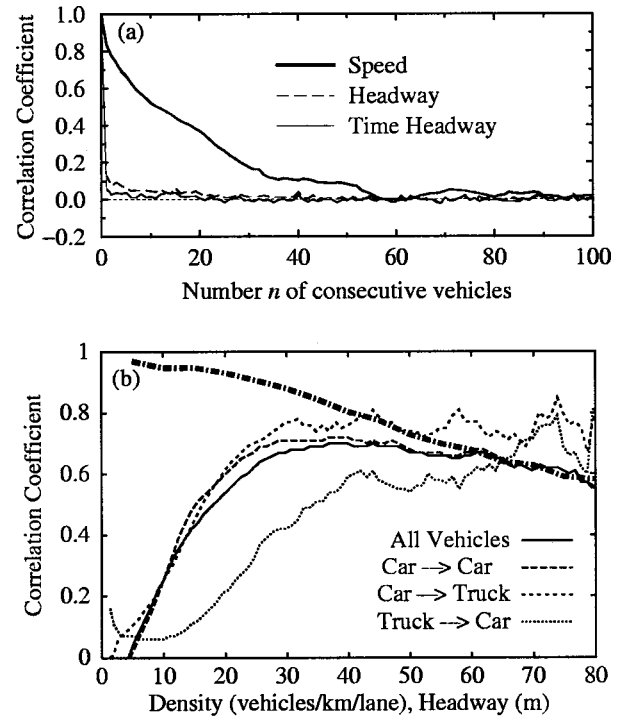 (a)
Correlation Coefficient
1.0
0.8
0.6
0.4
0.2
0.0
−0.2
Speed
Headway
Time Headway
0 20 40 60 80 100
Number n of consecutive vehicles
(b)
Correlation Coefficient
1
0.8
0.6
0.4
0.2
0
All Vehicles
Car --> Car
Car --> Truck
Truck --> Car
0 10 20 30 40 50 60 70 80
Density (vehicles/km/lane), Headway (m)